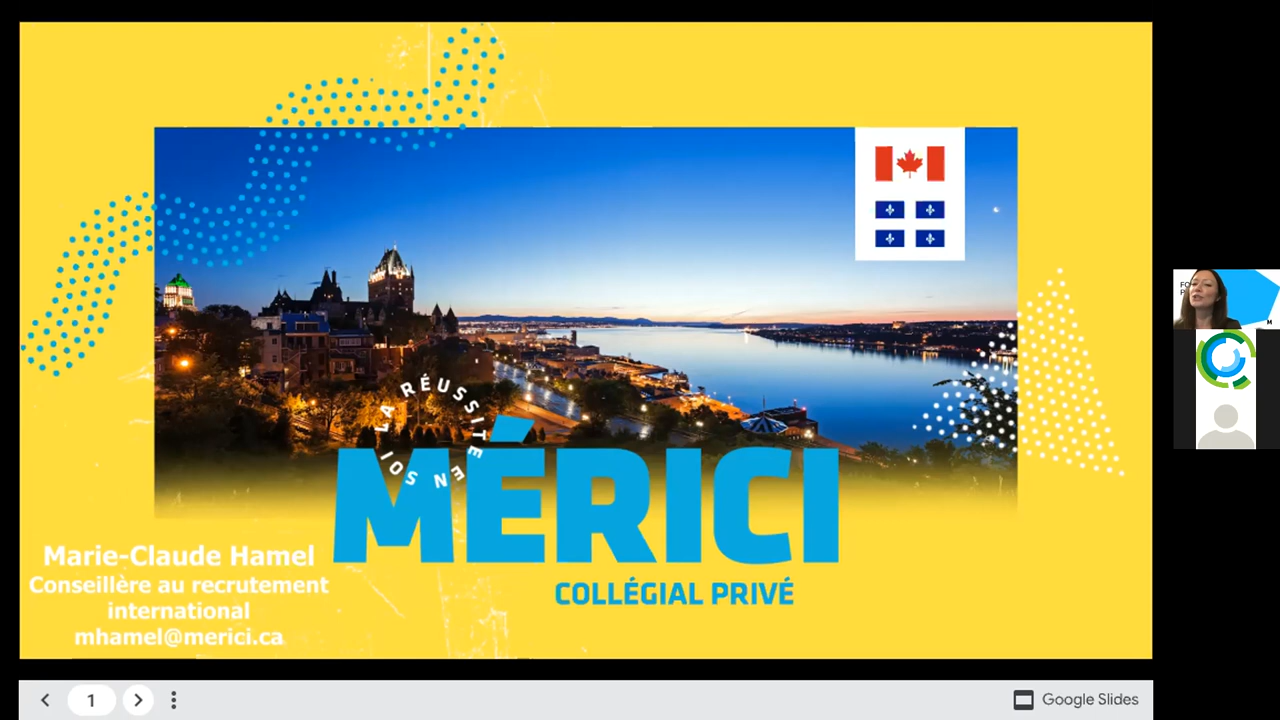 LA RÉUSSITE EN SOI
MÉRICI
COLLÉGIAL PRIVÉ
Marie-Claude Hamel
Conseillère au recrutement
international
mhamel@merici.ca
1
Google Slides
M